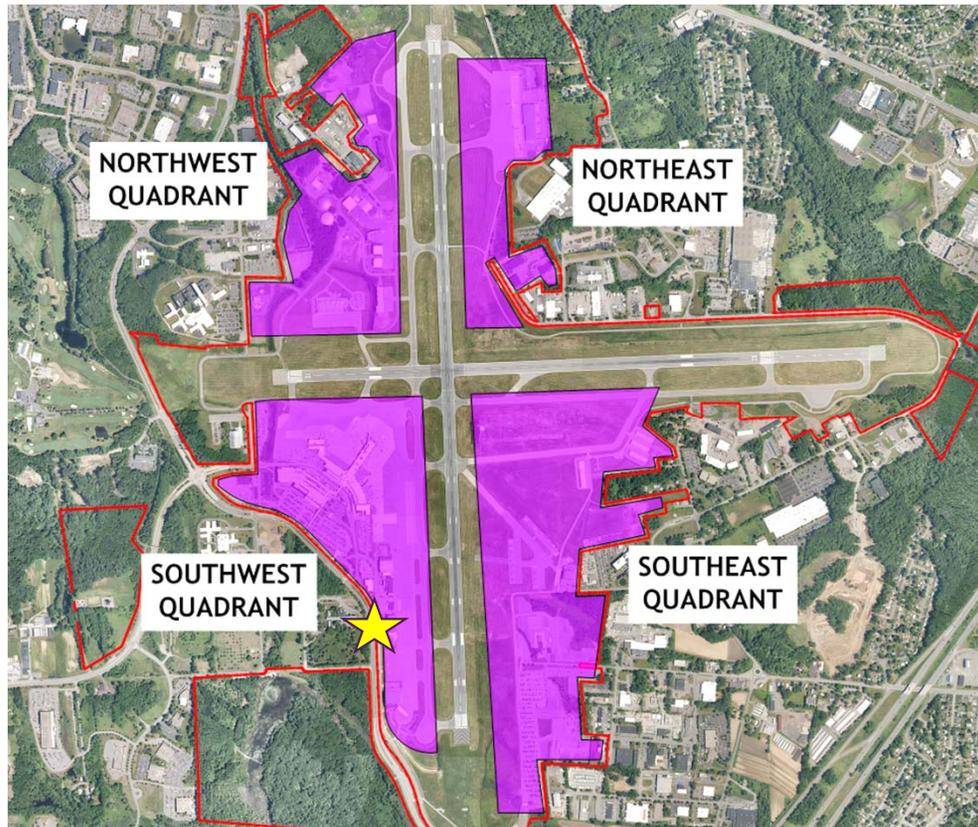 NORTHWEST
QUADRANT
NORTHEAST
QUADRANT
SOUTHWEST
QUADRANT
SOUTHEAST
QUADRANT